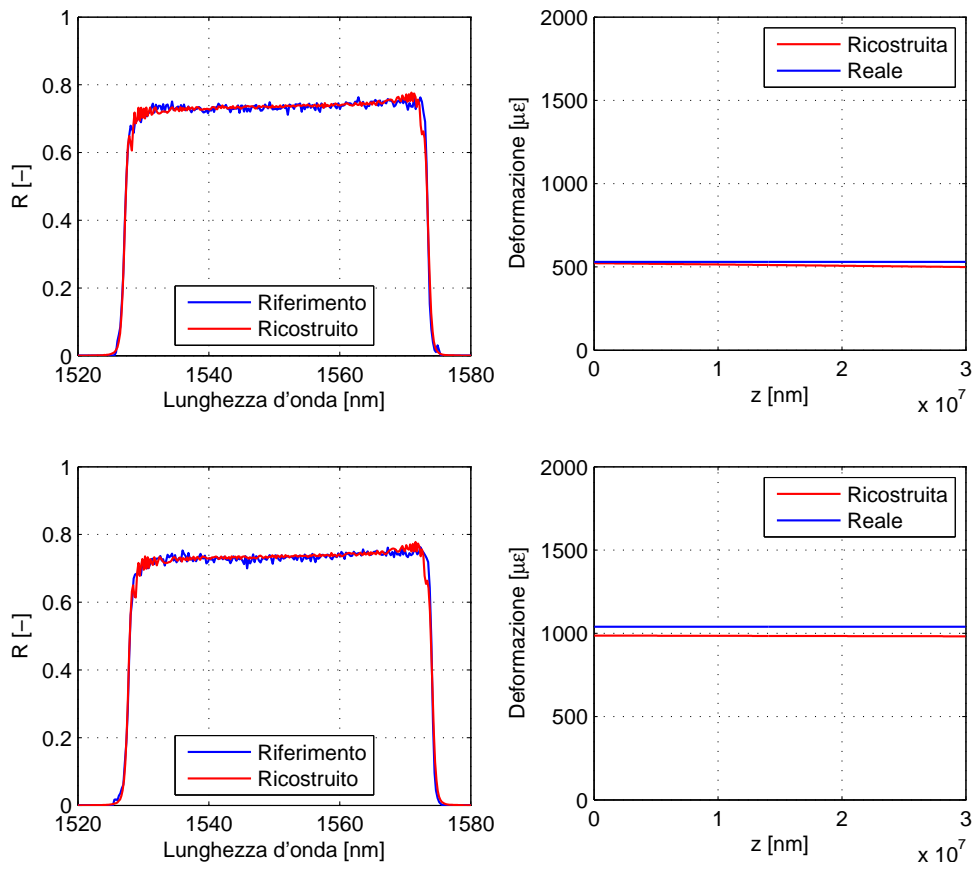 1
0.8
0.6
0.4
0.2
0
R [–]
1520
1540
1560
1580
Lunghezza d'onda [nm]
Riferimento
Ricostruito
2000
1500
1000
500
0
Deformazione [με]
0
1
2
3
z [nm]
x 10^7
Ricostruita
Reale
1
0.8
0.6
0.4
0.2
0
R [–]
1520
1540
1560
1580
Lunghezza d'onda [nm]
Riferimento
Ricostruito
2000
1500
1000
500
0
Deformazione [με]
0
1
2
3
z [nm]
x 10^7
Ricostruita
Reale